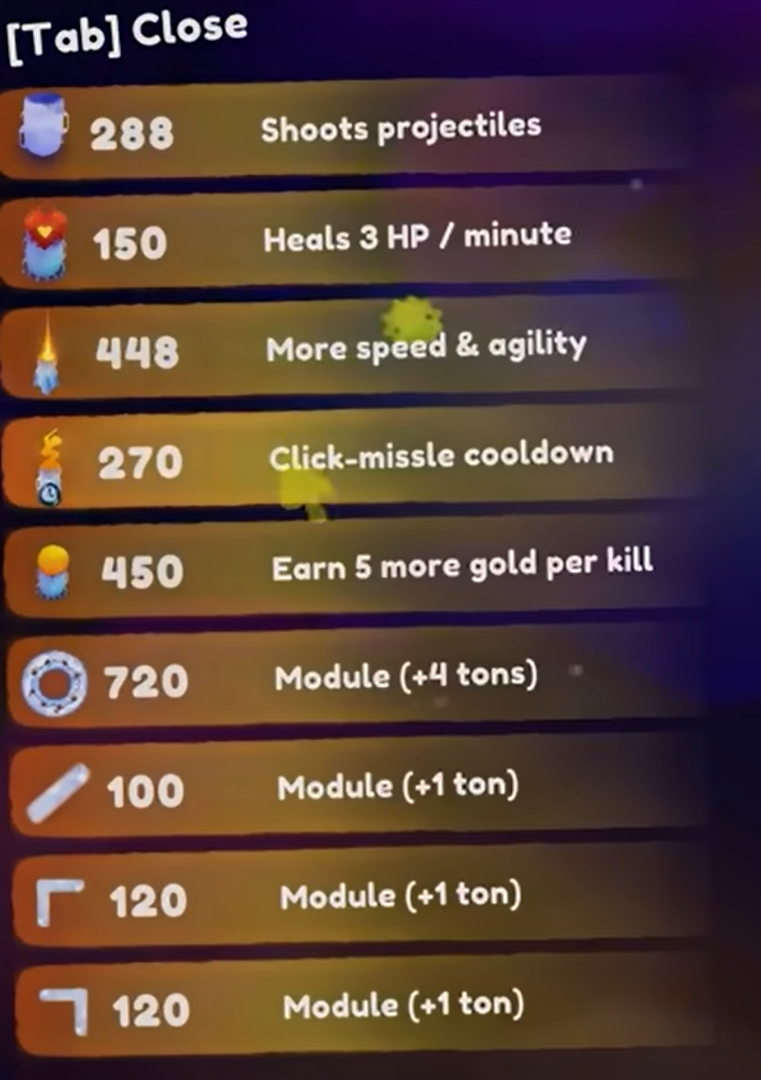 [Tab] Close
288 Shoots projectiles
150 Heals 3 HP / minute
448 More speed & agility
270 Click-missle cooldown
450 Earn 5 more gold per kill
720 Module (+4 tons)
100 Module (+1 ton)
120 Module (+1 ton)
120 Module (+1 ton)